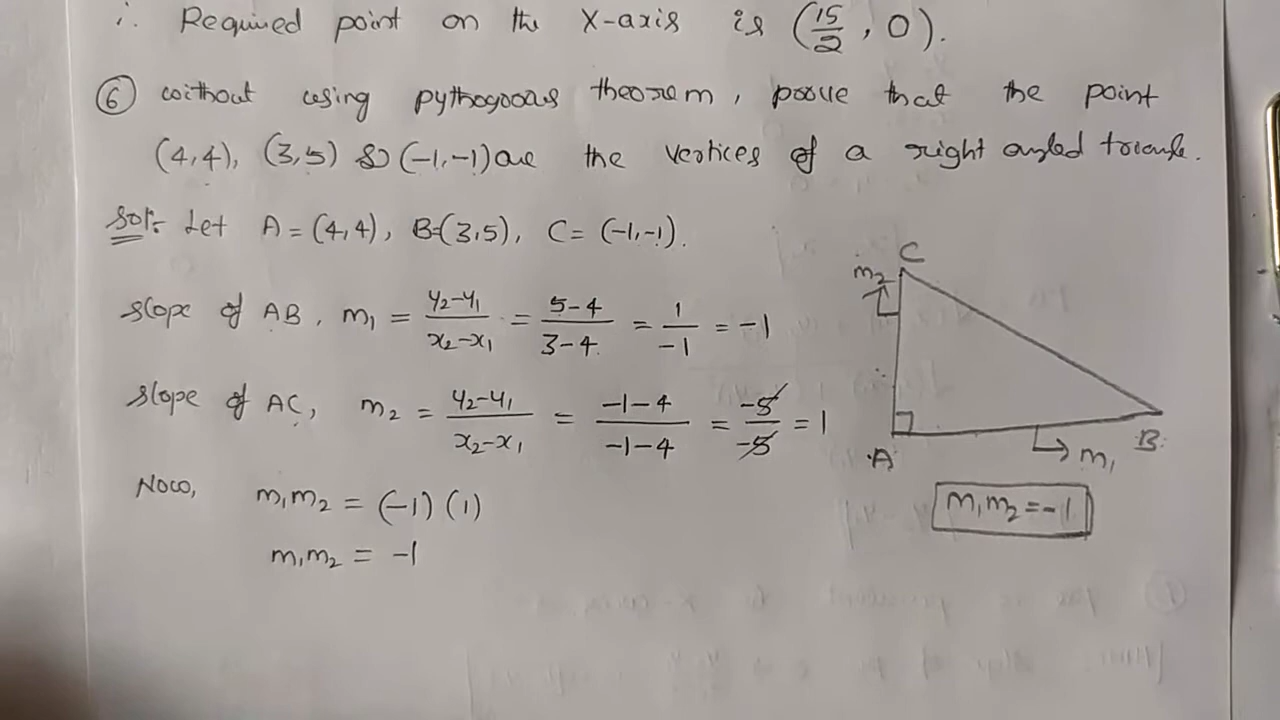 ∴ Required point on the X-axis is (15/2, 0).
⑥ without using pythogoras theorem, prove that the point
(4,4), (3,5) & (-1,-1) are the vertices of a right angled triangle.
Sol:- Let A = (4,4), B=(3,5), C = (-1,-1).
slope of AB, m₁ = (y₂-y₁)/(x₂-x₁) = (5-4)/(3-4) = 1/-1 = -1
slope of AC, m₂ = (y₂-y₁)/(x₂-x₁) = (-1-4)/(-1-4) = -5/-5 = 1
Now, m₁m₂ = (-1)(1)
m₁m₂ = -1
C
m₂
A
B
m₁
m₁m₂ = -1